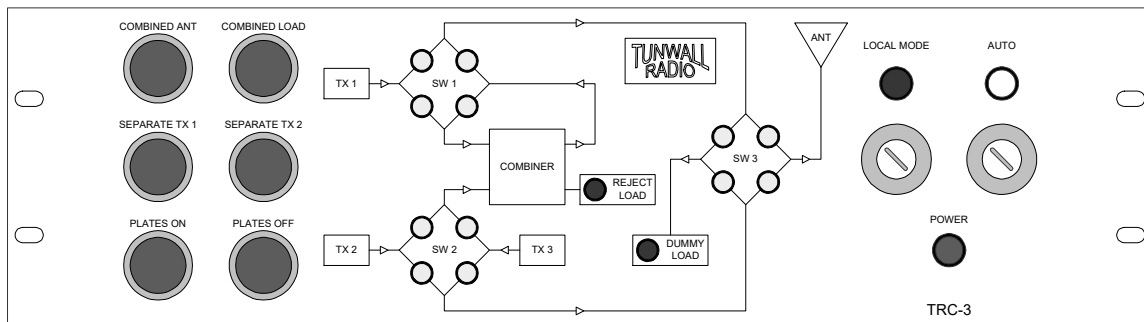 COMBINED ANT
COMBINED LOAD
SEPARATE TX 1
SEPARATE TX 2
PLATES ON
PLATES OFF
TX 1
SW 1
COMBINER
REJECT
LOAD
TX 2
SW 2
TX 3
TUNWALL
RADIO
ANT
SW 3
DUMMY
LOAD
LOCAL MODE
AUTO
POWER
TRC-3